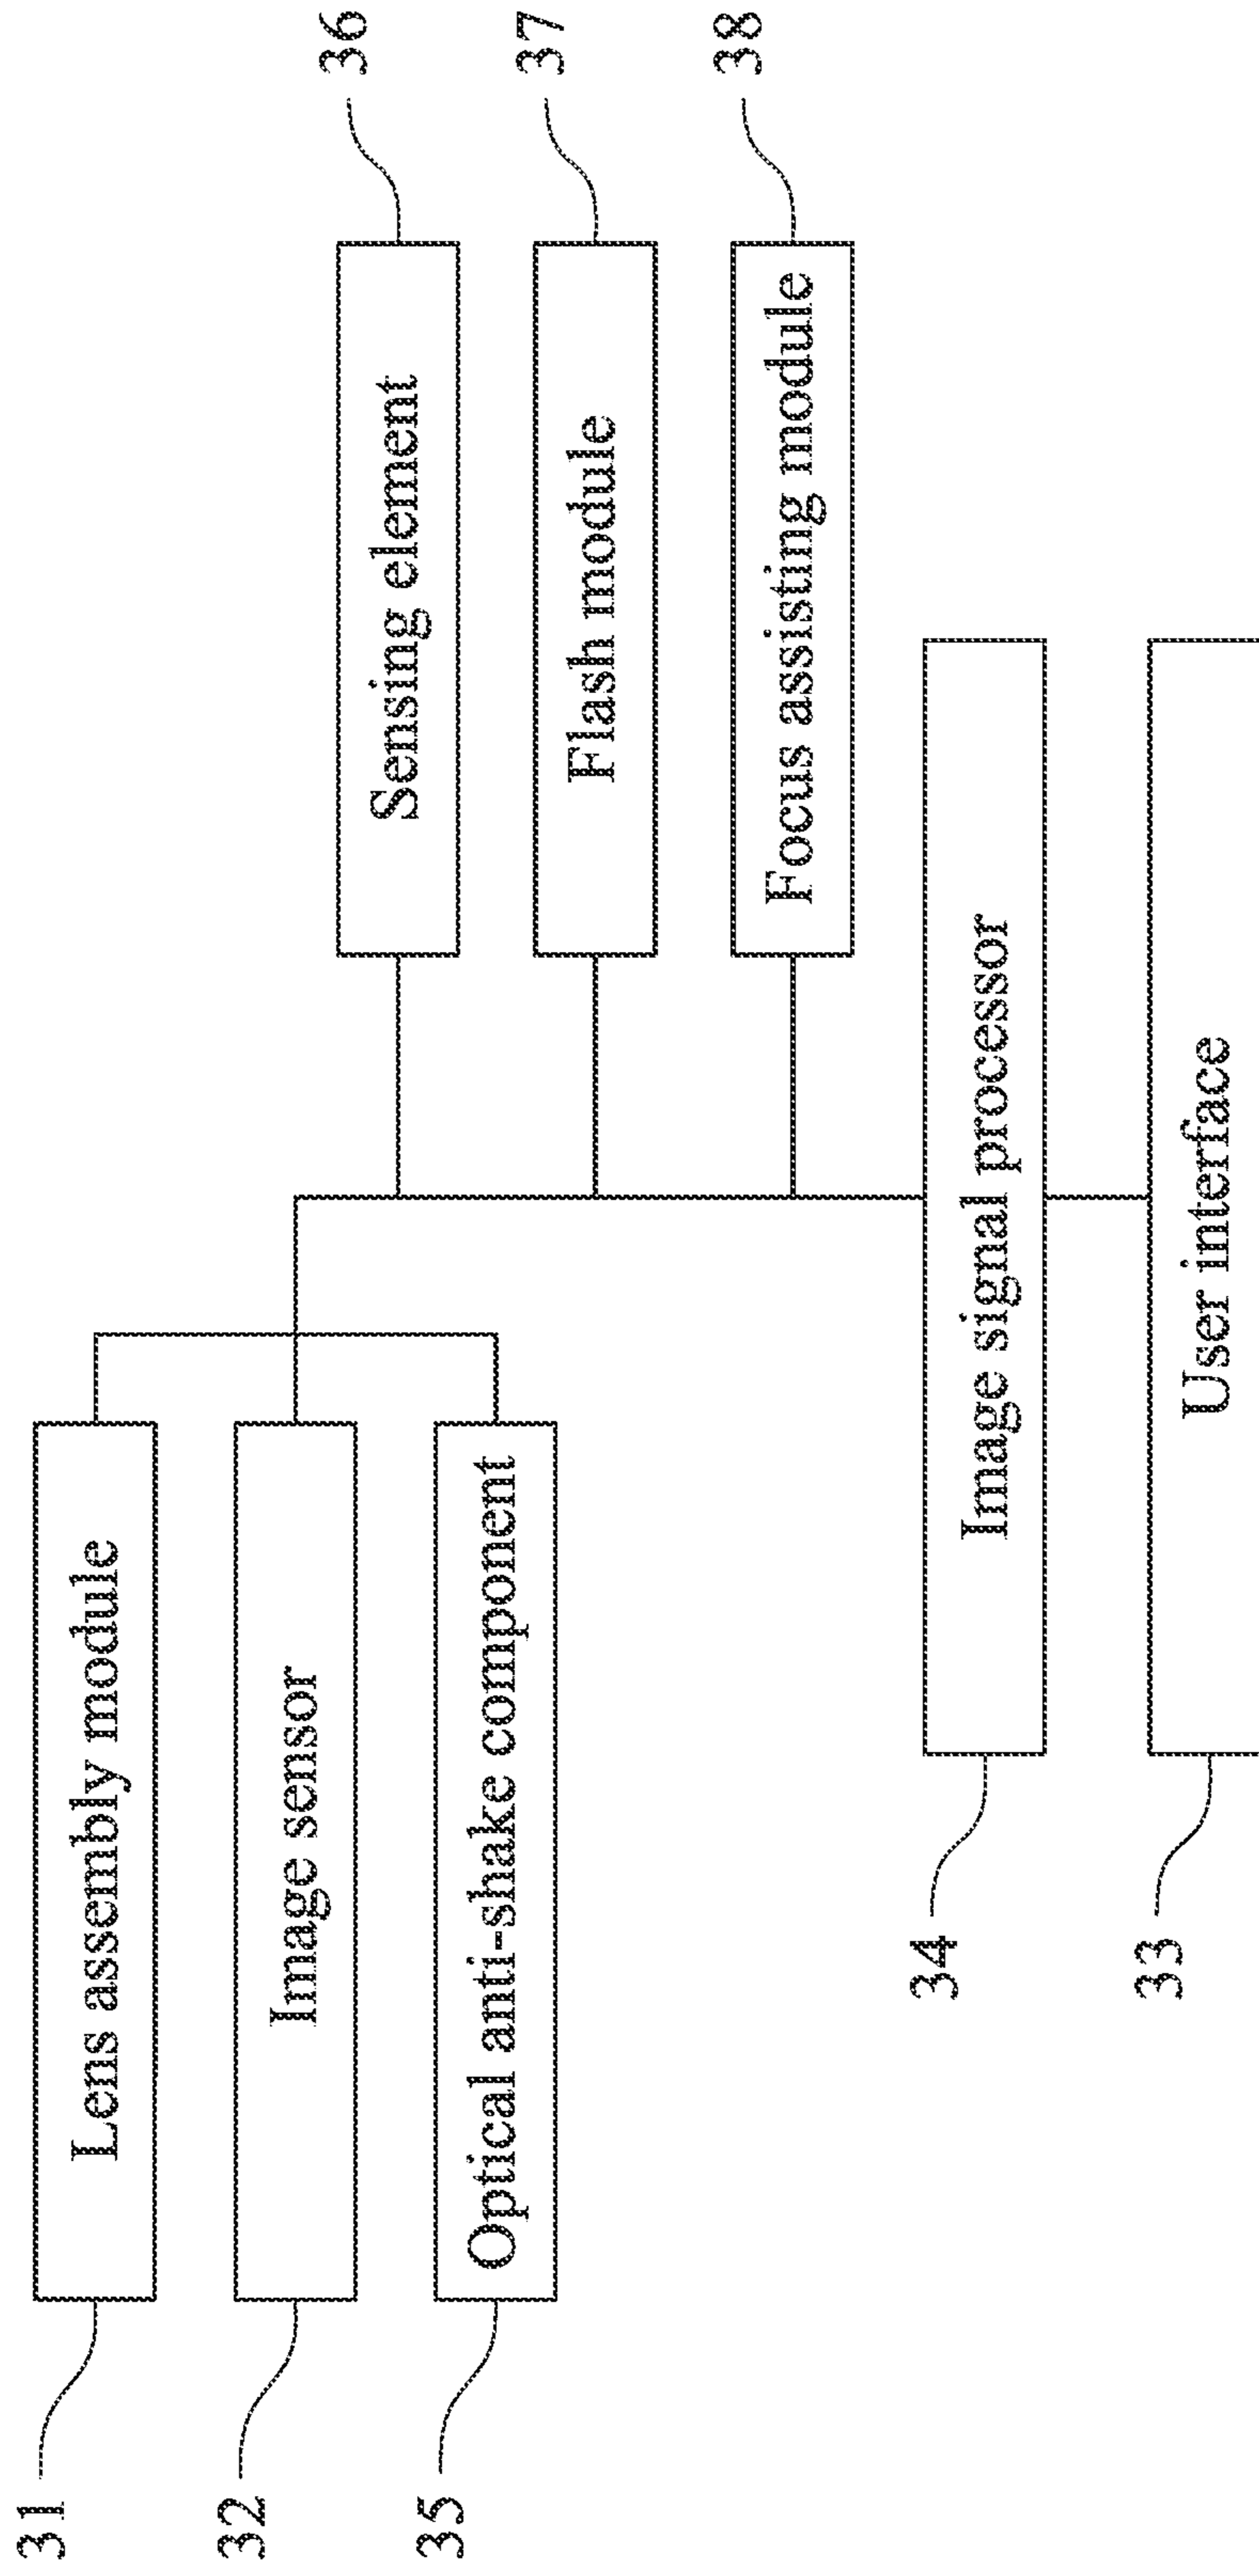 31
Lens assembly module
32
Image sensor
35
Optical anti-shake component
Sensing element
36
Flash module
37
Focus assisting module
38
34
Image signal processor
33
User interface